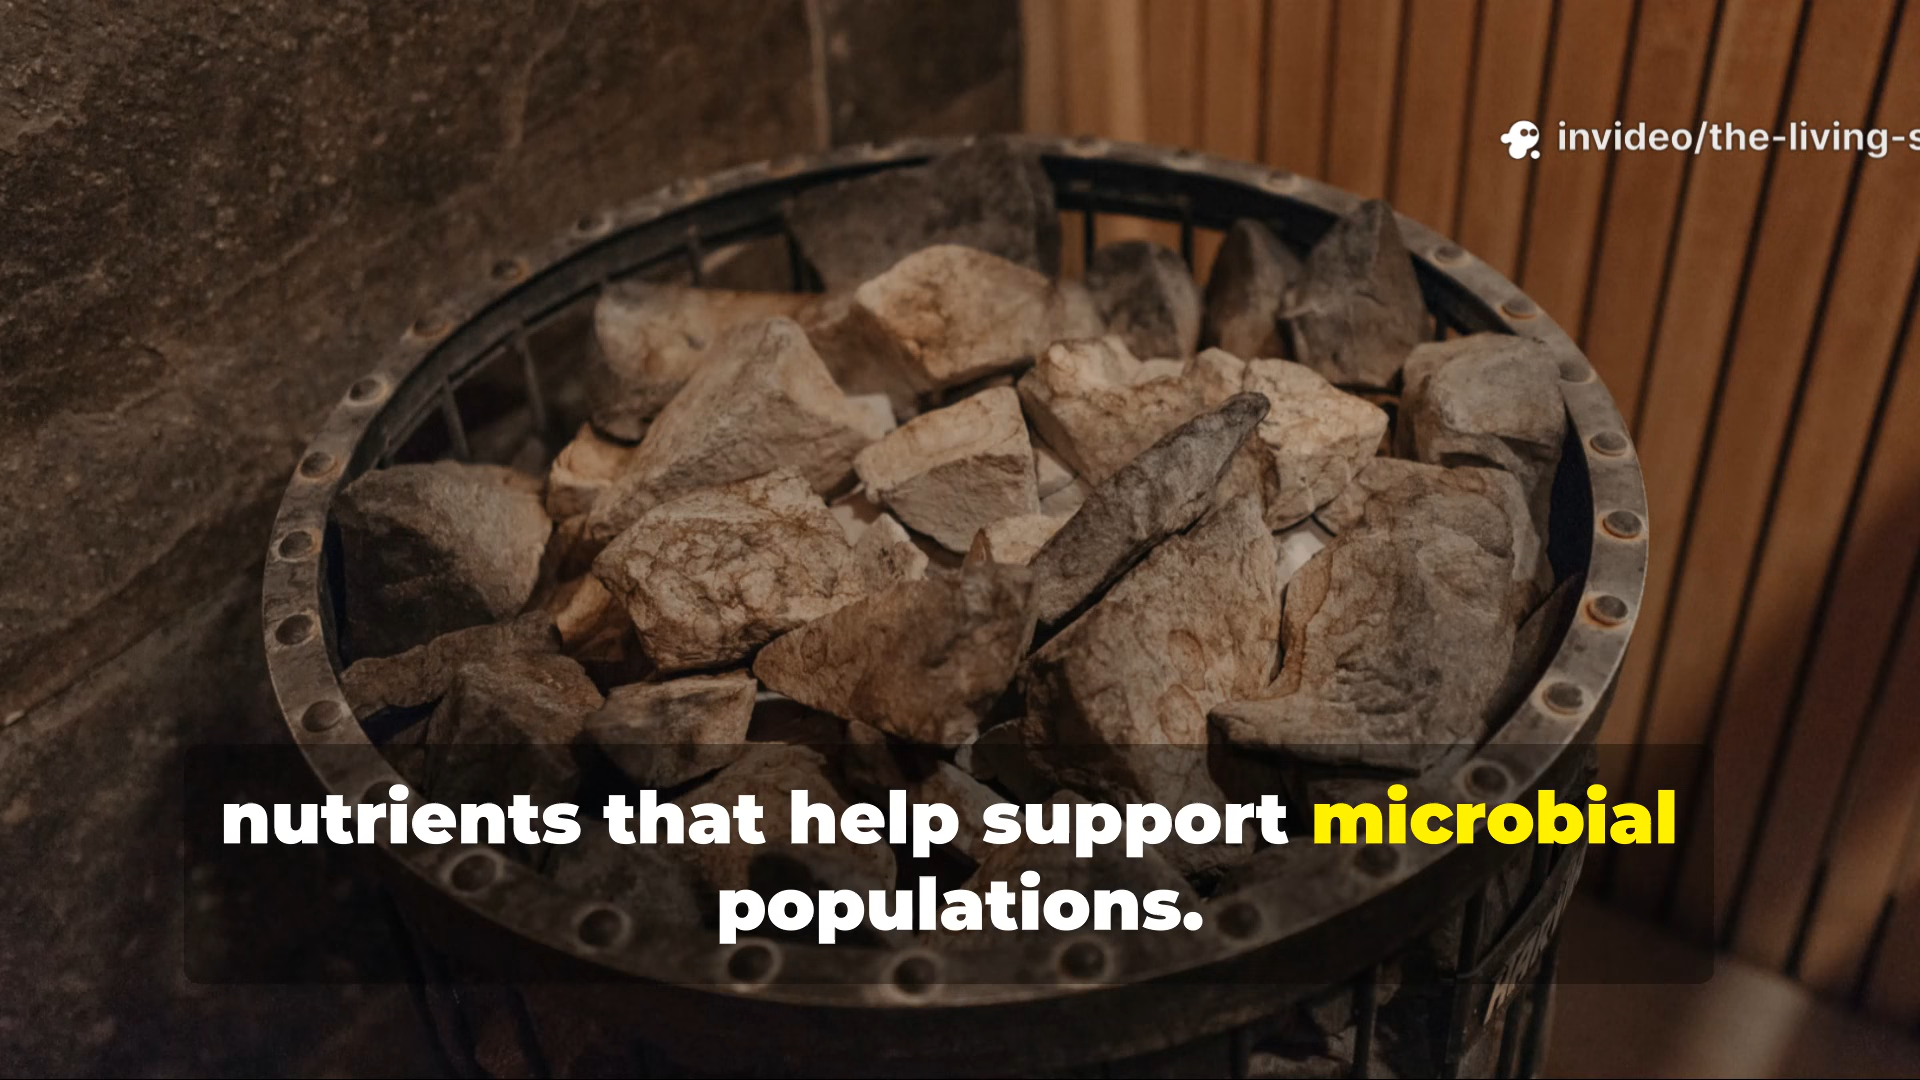 invideo/the-living-s
nutrients that help support microbial
populations.